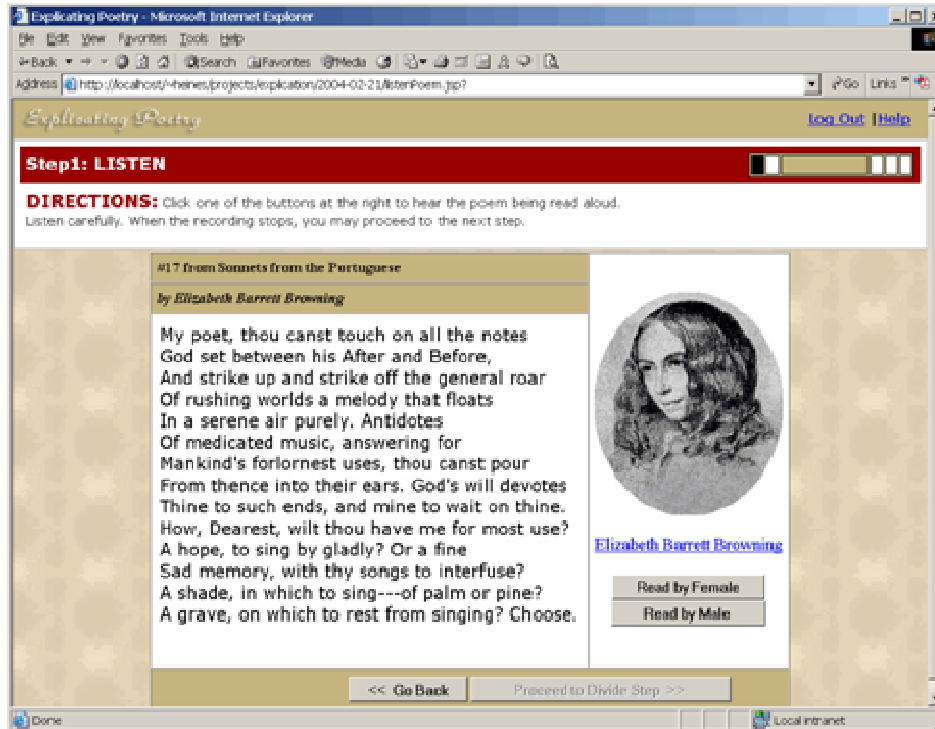 Explicating Poetry - Microsoft Internet Explorer
File Edit View Favorites Tools Help
Back Search Favorites Media
Address http://localhost/~heines/projects/explication/2004-02-21/listenPoem.jsp? Go Links »
Explicating Poetry
Log Out | Help
Step1: LISTEN
DIRECTIONS: Click one of the buttons at the right to hear the poem being read aloud.
Listen carefully. When the recording stops, you may proceed to the next step.
#17 from Sonnets from the Portuguese
by Elizabeth Barrett Browning
My poet, thou canst touch on all the notes
God set between his After and Before,
And strike up and strike off the general roar
Of rushing worlds a melody that floats
In a serene air purely. Antidotes
Of medicated music, answering for
Mankind's forlornest uses, thou canst pour
From thence into their ears. God's will devotes
Thine to such ends, and mine to wait on thine.
How, Dearest, wilt thou have me for most use?
A hope, to sing by gladly? Or a fine
Sad memory, with thy songs to interfuse?
A shade, in which to sing---of palm or pine?
A grave, on which to rest from singing? Choose.
Elizabeth Barrett Browning
Read by Female
Read by Male
<< Go Back
Proceed to Divide Step >>
Done
Local intranet